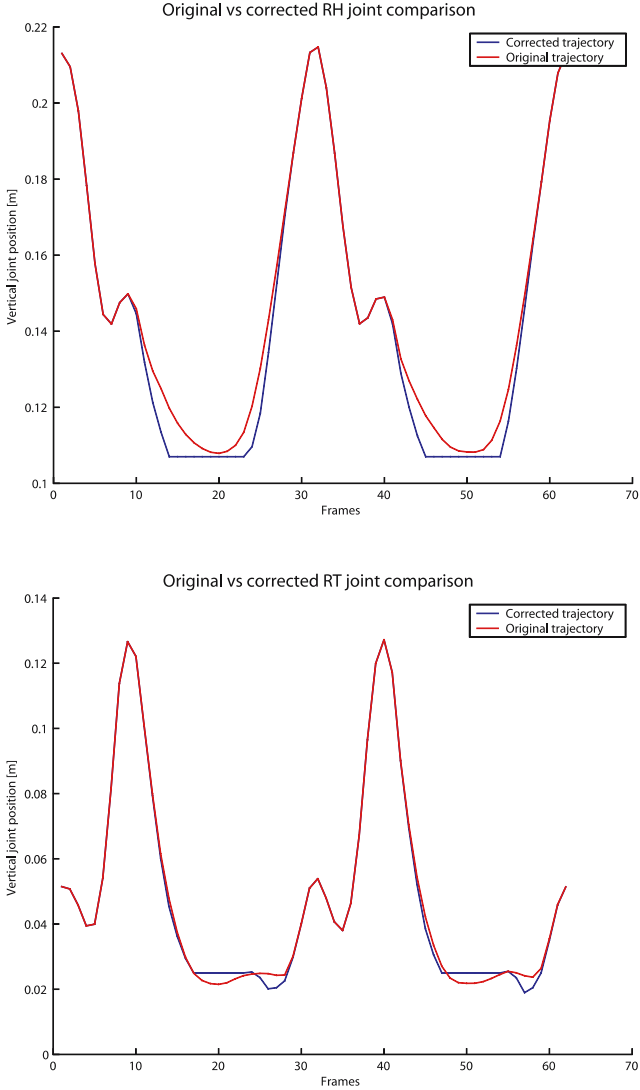 Original vs corrected RH joint comparison
0.22
0.2
0.18
0.16
0.14
0.12
0.1
Vertical joint position [m]
Corrected trajectory
Original trajectory
0 10 20 30 40 50 60 70
Frames
Original vs corrected RT joint comparison
0.14
0.12
0.1
0.08
0.06
0.04
0.02
0
Vertical joint position [m]
Corrected trajectory
Original trajectory
0 10 20 30 40 50 60 70
Frames